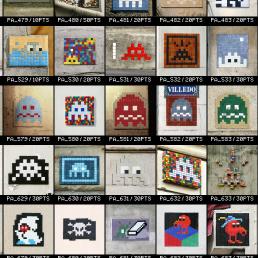 PA_479/10PTS PA_480/20PTS PA_481/20PTS PA_482/20PTS PA_483/20PTS
PA_529/10PTS PA_530/20PTS PA_531/30PTS PA_532/20PTS PA_533/20PTS
VILLEDO
PA_579/20PTS PA_580/20PTS PA_581/30PTS PA_582/20PTS PA_583/30PTS
PA_629/30PTS PA_630/20PTS PA_631/30PTS PA_632/20PTS PA_633/20PTS